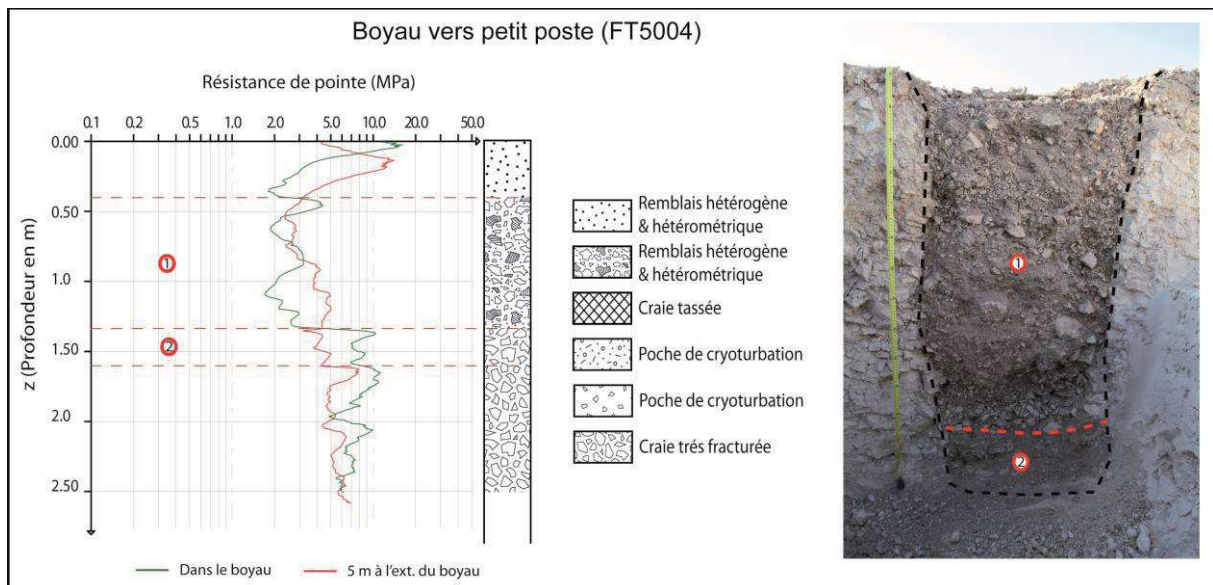 Boyau vers petit poste (FT5004)
Résistance de pointe (MPa)
0.1 0.2 0.5 1.0 2.0 5.0 10.0 20.0 50.0
0.00
0.50
1.0
1.50
2.0
2.50
z (Profondeur en m)
1
2
Remblais hétérogène
& hétérométrique
Remblais hétérogène
& hétérométrique
Craie tassée
Poche de cryoturbation
Poche de cryoturbation
Craie trés fracturée
Dans le boyau
5 m à l'ext. du boyau
1
2